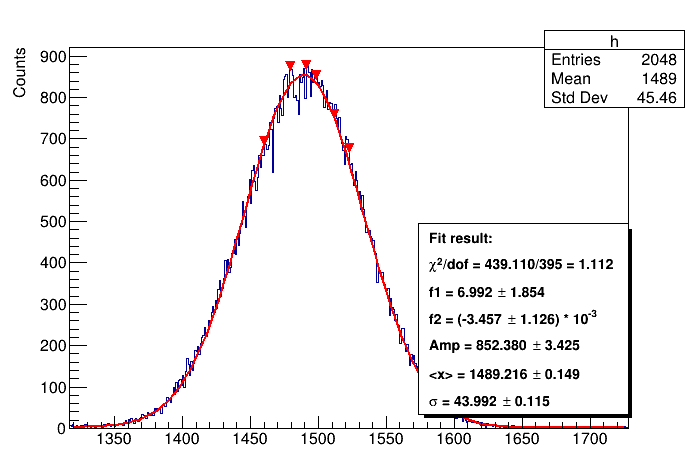 h
Entries 2048
Mean 1489
Std Dev 45.46
Counts
900
800
700
600
500
400
300
200
100
0
Fit result:
χ²/dof = 439.110/395 = 1.112
f1 = 6.992 ± 1.854
f2 = (-3.457 ± 1.126) * 10⁻³
Amp = 852.380 ± 3.425
<x> = 1489.216 ± 0.149
σ = 43.992 ± 0.115
1350 1400 1450 1500 1550 1600 1650 1700